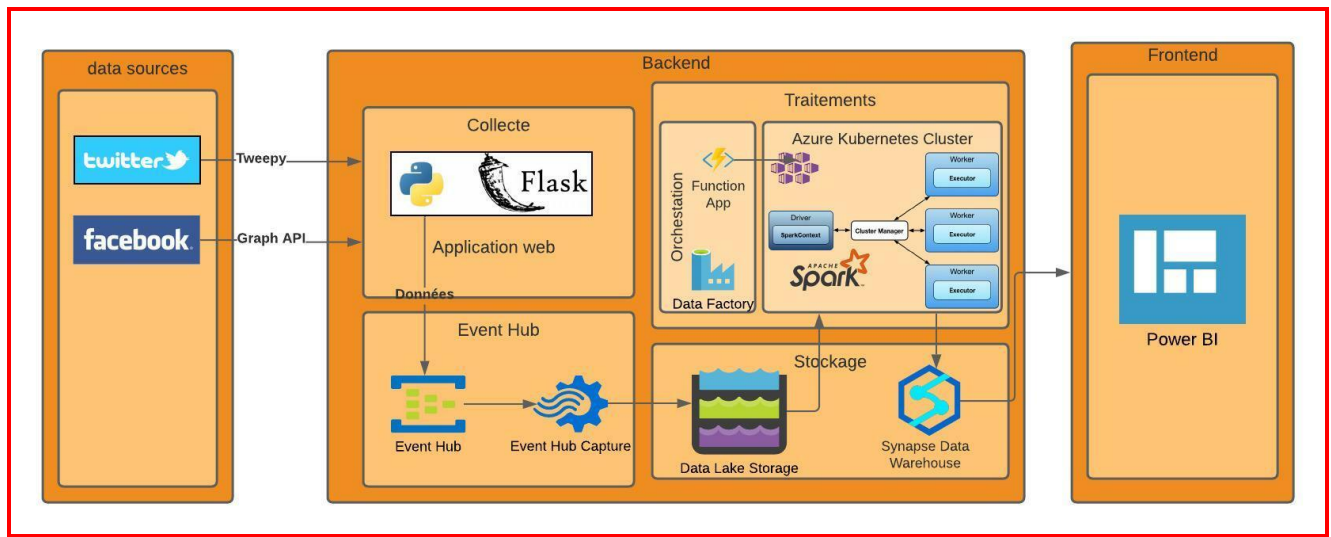 data sources
twitter
facebook
Tweepy
Graph API
Backend
Collecte
Flask
Application web
Données
Event Hub
Event Hub
Event Hub Capture
Traitements
Orchestration
Function
App
Data Factory
Azure Kubernetes Cluster
Driver
SparkContext
Cluster Manager
Worker
Executor
Worker
Executor
Worker
Executor
APACHE
Spark
Stockage
Data Lake Storage
Synapse Data
Warehouse
Frontend
Power BI